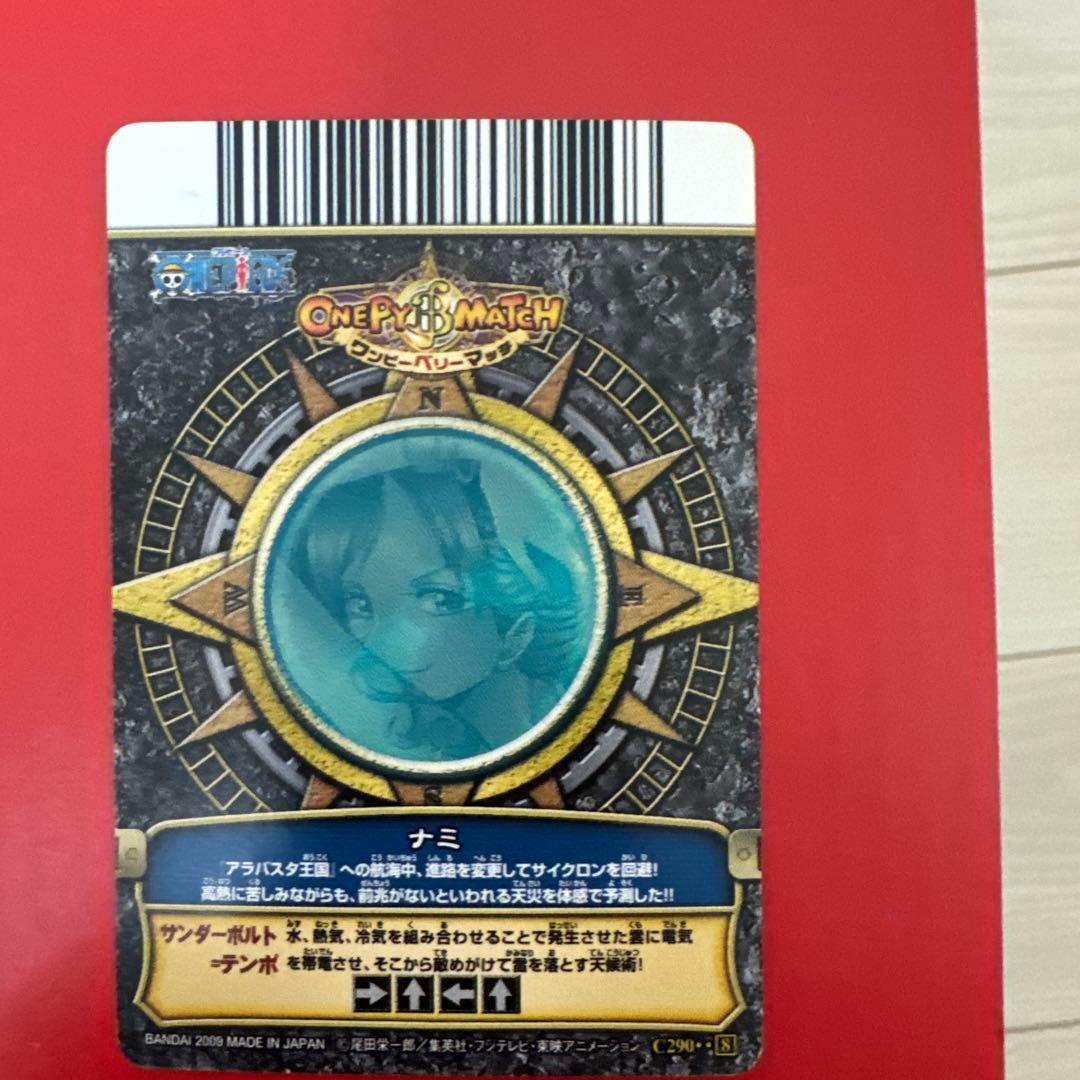 ONE PIECE
ONEPY MATCH
ワンピーベリーマッチ
N
W
E
S
ナミ
「アラバスタ王国」への航海中、進路を変更してサイクロンを回避!
高熱に苦しみながらも、前兆がないといわれる天災を体感で予測した!!
サンダーボルト 水、熱気、冷気を組み合わせることで発生させた雲に電気
=テンポ を帯電させ、そこから敵めがけて雷を落とす天候術!
→↑←↑
BANDAI 2009 MADE IN JAPAN ©尾田栄一郎/集英社・フジテレビ・東映アニメーション C290・・8